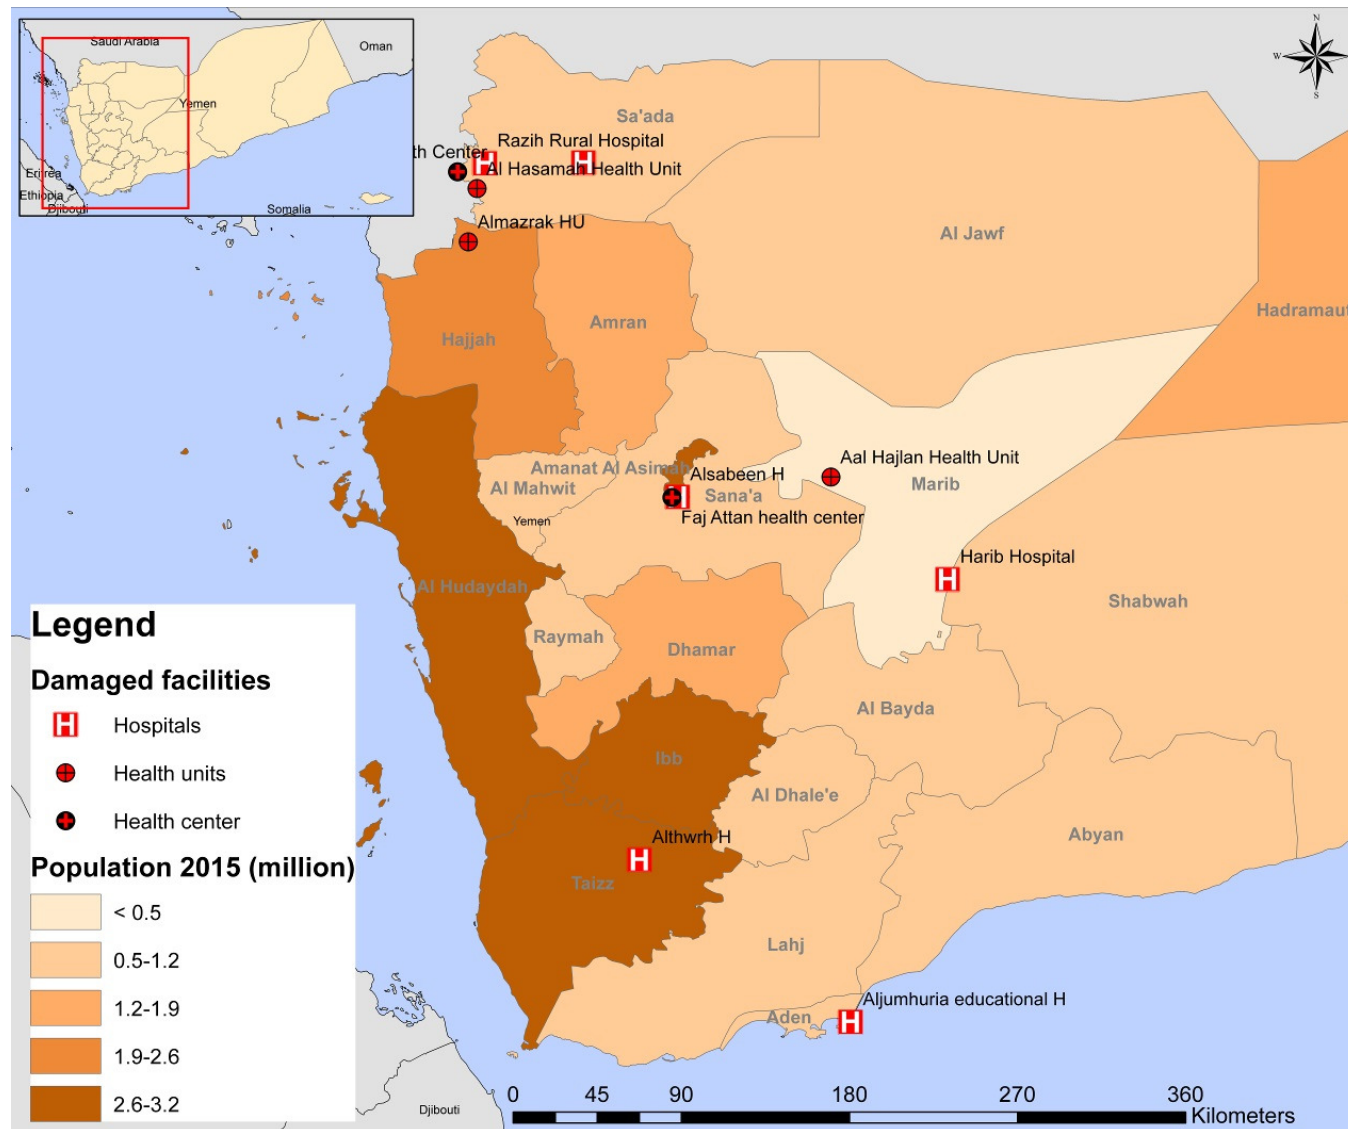 Saudi Arabia
Oman
Yemen
Eritrea
Ethiopia
Djibouti
Somalia
N
W
S
Sa'ada
th Center
Razih Rural Hospital
Al Hasamah Health Unit
Almazrak HU
Al Jawf
Hadramaut
Hajjah
Amran
Aal Hajlan Health Unit
Marib
Amanat Al Asimah
Alsabeen H
Al Mahwit
Sana'a
Yemen
Faj Attan health center
Harib Hospital
Al Hudaydah
Shabwah
Raymah
Dhamar
Al Bayda
Ibb
Al Dhale'e
Abyan
Althwrh H
Taizz
Lahj
Aljumhuria educational H
Aden
Djibouti
Legend
Damaged facilities
Hospitals
Health units
Health center
Population 2015 (million)
< 0.5
0.5-1.2
1.2-1.9
1.9-2.6
2.6-3.2
0 45 90 180 270 360
Kilometers